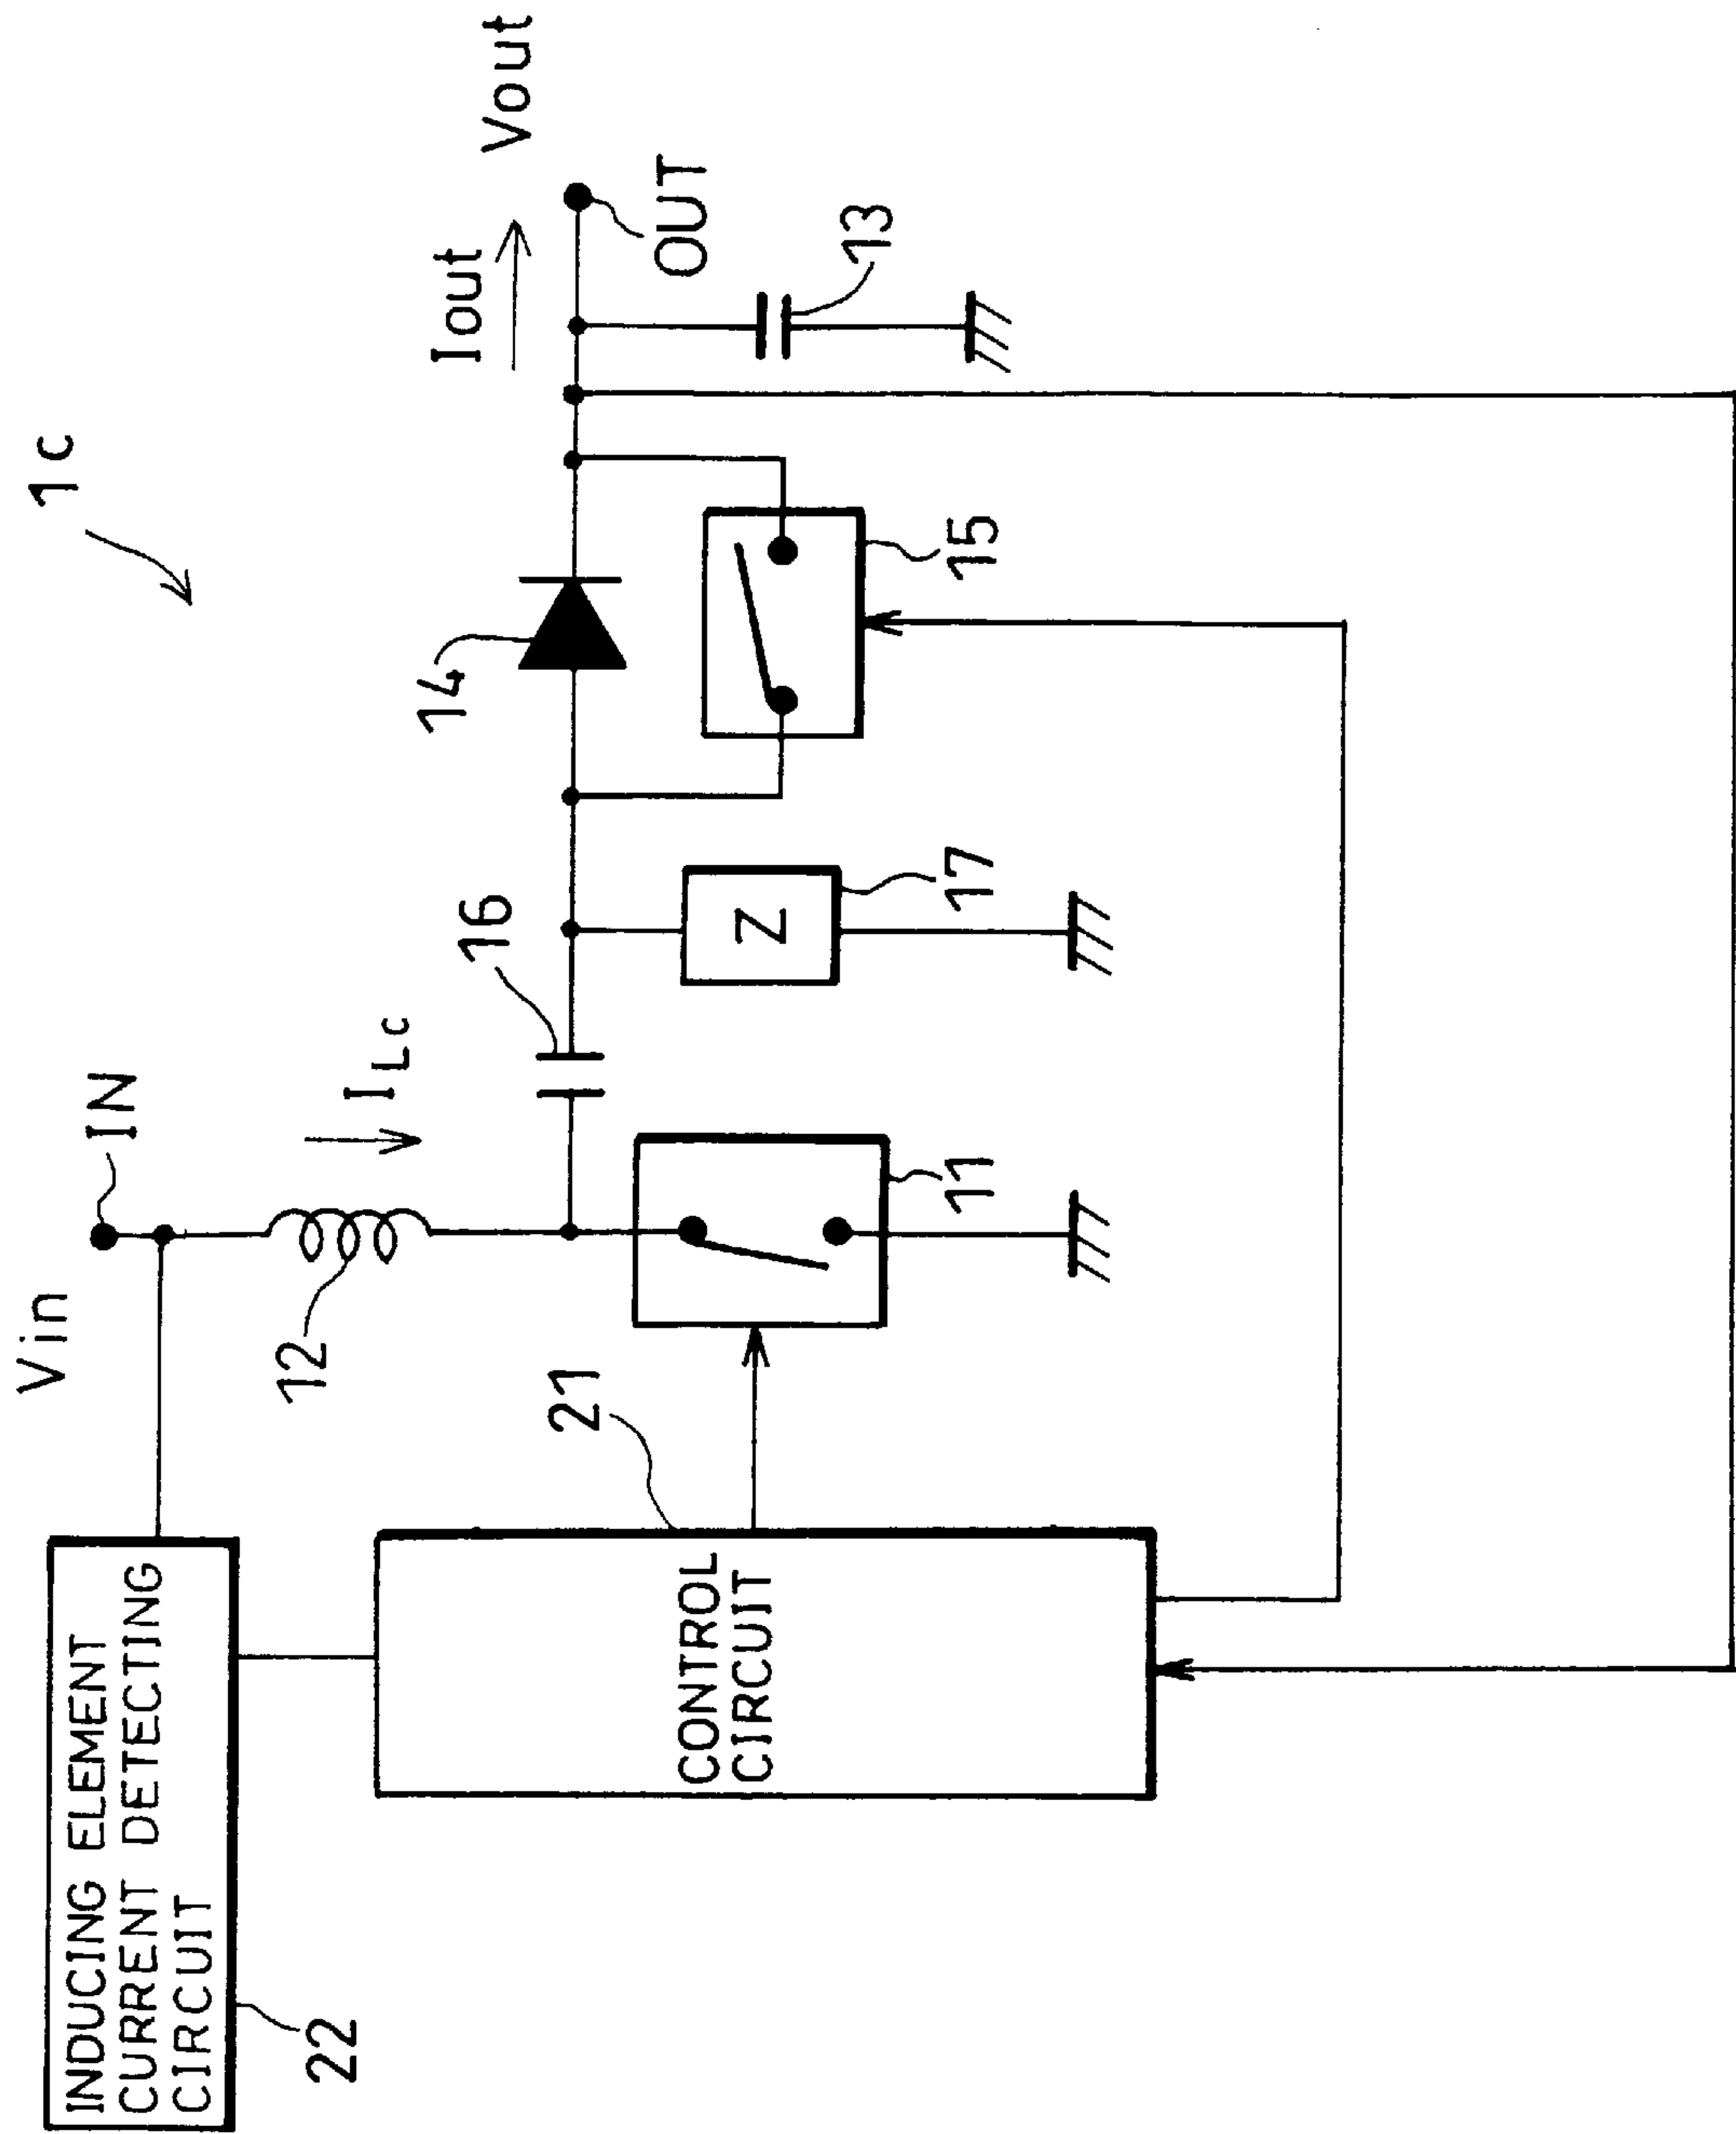 1c
Vin
IN
ILc
12
16
14
Iout
Vout
OUT
13
15
17
Z
11
21
INDUCING ELEMENT
CURRENT DETECTING
CIRCUIT
22
CONTROL
CIRCUIT